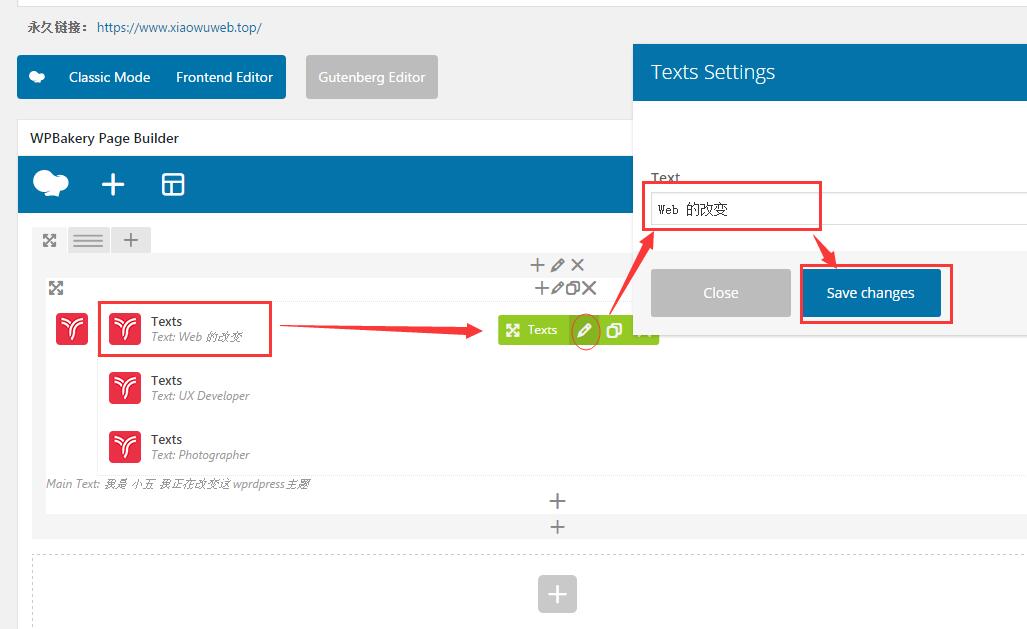 永久链接： https://www.xiaowuweb.top/
Classic Mode Frontend Editor Gutenberg Editor
Texts Settings
WPBakery Page Builder
Text
Web 的改变
Close Save changes
Texts
Text: Web 的改变
Texts
Texts
Text: UX Developer
Texts
Text: Photographer
Main Text: 我是 小五 我正在改变这 wprdpress主题